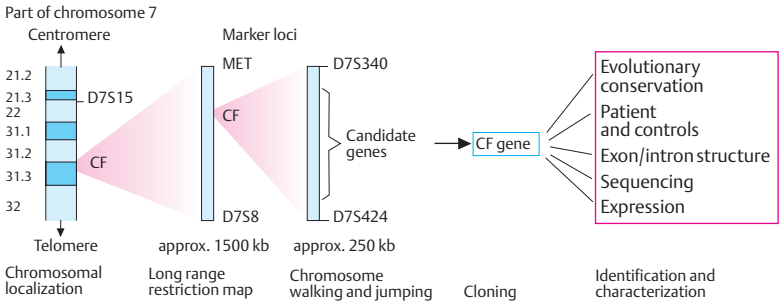 Part of chromosome 7
Centromere
21.2
21.3
22
31.1
31.2
31.3
32
D7S15
CF
Telomere
Chromosomal
localization
Marker loci
MET
CF
D7S8
approx. 1500 kb
Long range
restriction map
D7S340
Candidate
genes
D7S424
approx. 250 kb
Chromosome
walking and jumping
CF gene
Cloning
Evolutionary
conservation
Patient
and controls
Exon/intron structure
Sequencing
Expression
Identification and
characterization